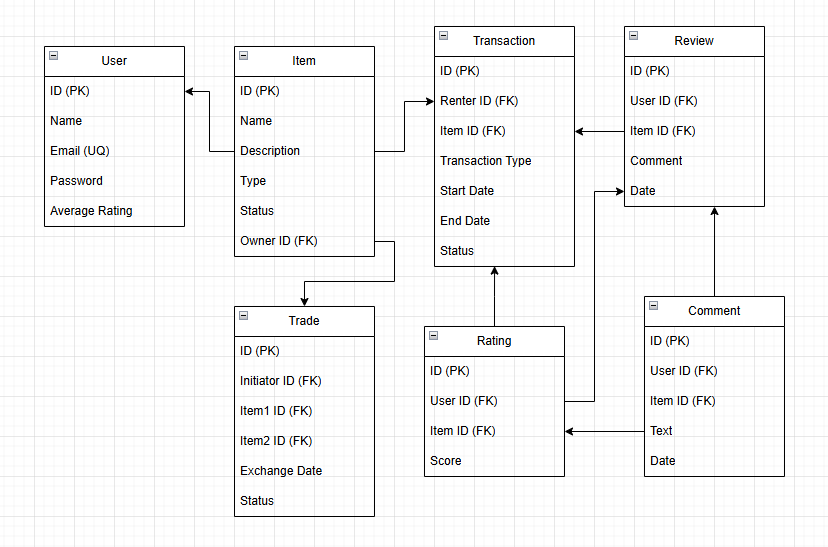 User
ID (PK)
Name
Email (UQ)
Password
Average Rating
Item
ID (PK)
Name
Description
Type
Status
Owner ID (FK)
Transaction
ID (PK)
Renter ID (FK)
Item ID (FK)
Transaction Type
Start Date
End Date
Status
Review
ID (PK)
User ID (FK)
Item ID (FK)
Comment
Date
Trade
ID (PK)
Initiator ID (FK)
Item1 ID (FK)
Item2 ID (FK)
Exchange Date
Status
Rating
ID (PK)
User ID (FK)
Item ID (FK)
Score
Comment
ID (PK)
User ID (FK)
Item ID (FK)
Text
Date